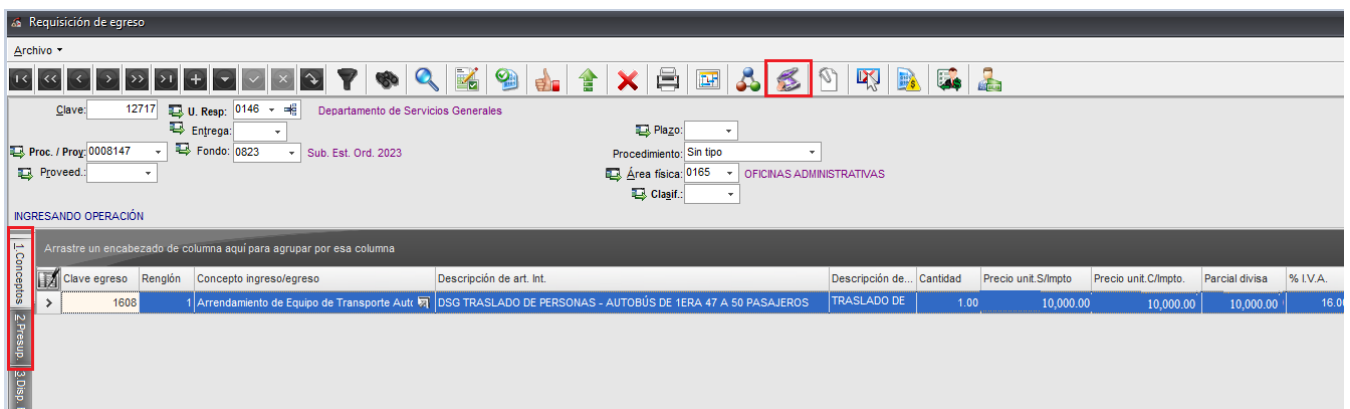 Requisición de egreso
Archivo
Clave: 12717 U. Resp: 0146 Departamento de Servicios Generales
Entrega: Plazo:
Proc. / Proy: 0008147 Fondo: 0823 Sub. Est. Ord. 2023 Procedimiento: Sin tipo
Proveed.: Área física: 0165 OFICINAS ADMINISTRATIVAS
Clasif.:
INGRESANDO OPERACIÓN
1.Conceptos
2.Presup.
3.Disp.
Arrastre un encabezado de columna aquí para agrupar por esa columna
Clave egreso Renglón Concepto ingreso/egreso Descripción de art. Int. Descripción de... Cantidad Precio unit.S/Impto Precio unit.C/Impto. Parcial divisa % I.V.A.
1608 1 Arrendamiento de Equipo de Transporte Autc DSG TRASLADO DE PERSONAS - AUTOBÚS DE 1ERA 47 A 50 PASAJEROS TRASLADO DE 1.00 10,000.00 10,000.00 10,000.00 16.00